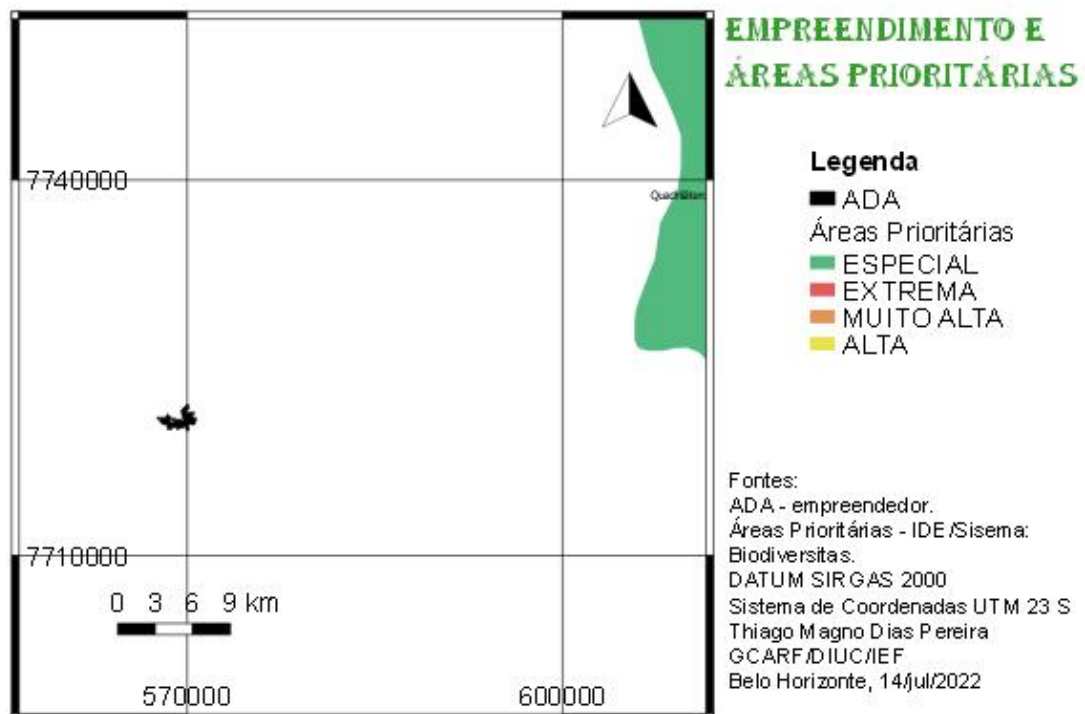 EMPREENDIMENTO E
ÁREAS PRIORITÁRIAS
7740000
7710000
0 3 6 9 km
570000
600000
Legenda
ADA
Áreas Prioritárias
ESPECIAL
EXTREMA
MUITO ALTA
ALTA
Fontes:
ADA - empreendedor.
Áreas Prioritárias - IDE/Sisema:
Biodiversitas.
DATUM SIRGAS 2000
Sistema de Coordenadas UTM 23 S
Thiago Magno Dias Pereira
GCARF/DIUC/IEF
Belo Horizonte, 14/jul/2022